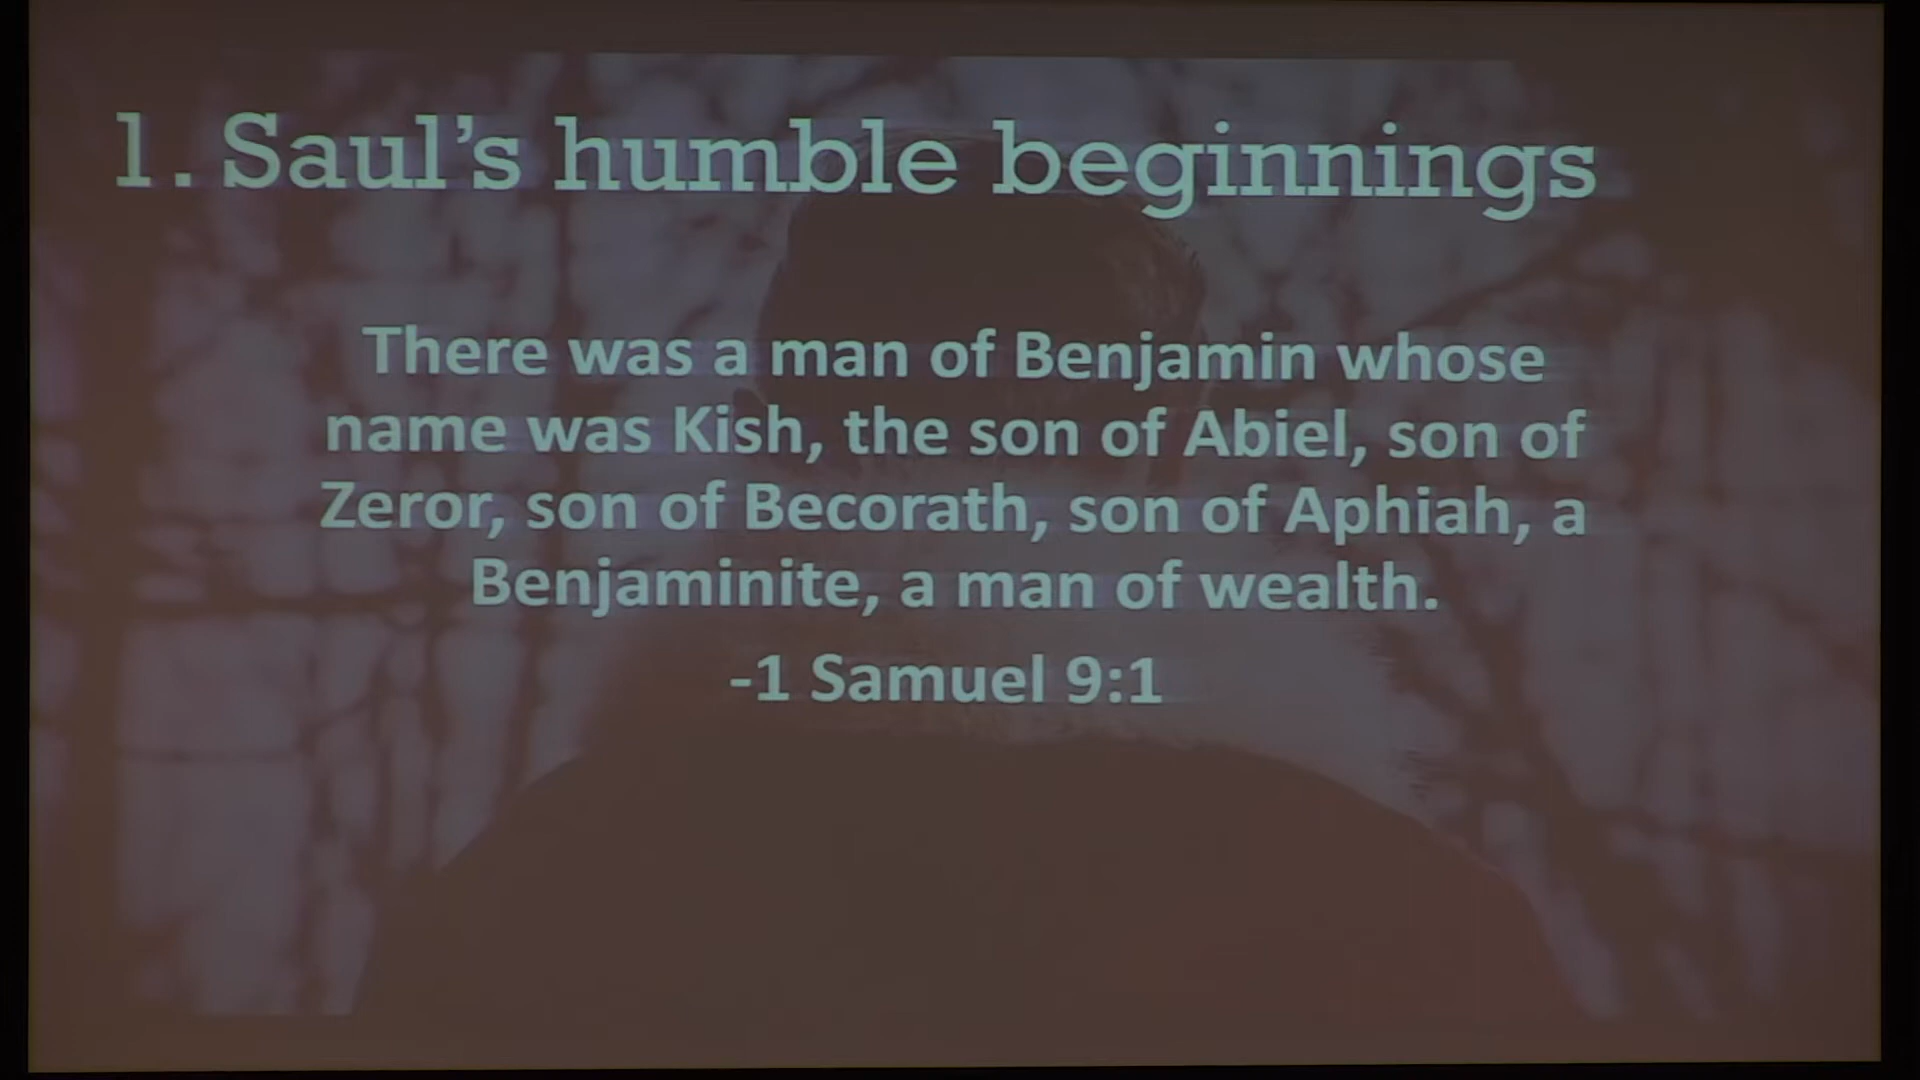 1. Saul's humble beginnings
There was a man of Benjamin whose
name was Kish, the son of Abiel, son of
Zeror, son of Becorath, son of Aphiah, a
Benjaminite, a man of wealth.
-1 Samuel 9:1